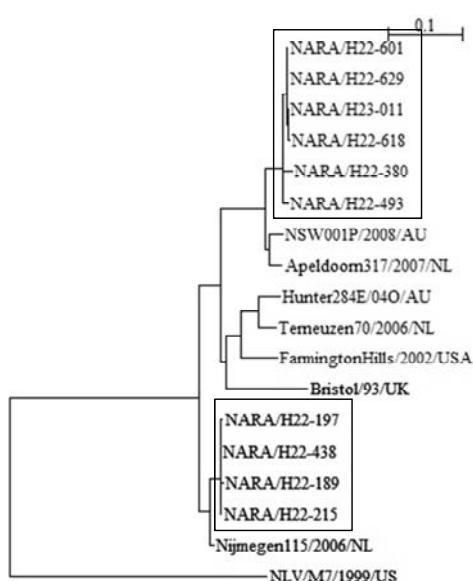 0.1
NARA/H22-601
NARA/H22-629
NARA/H23-011
NARA/H22-618
NARA/H22-380
NARA/H22-493
NSW001P/2008/AU
Apeldoorn317/2007/NL
Hunter284E/04O/AU
Terneuzen70/2006/NL
FarmingtonHills/2002/USA
Bristol/93/UK
NARA/H22-197
NARA/H22-438
NARA/H22-189
NARA/H22-215
Nijmegen115/2006/NL
NLV/M7/1999/US